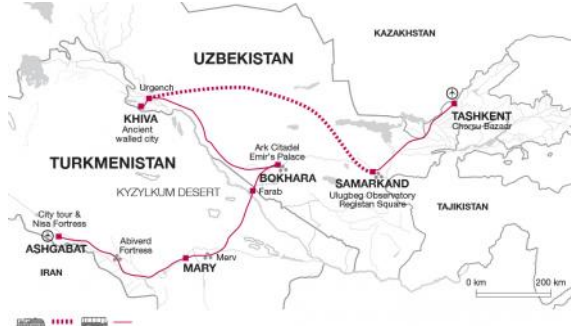 KAZAKHSTAN
UZBEKISTAN
Urgench
KHIVA
Ancient
walled city
TASHKENT
Chorsu Bazaar
Ark Citadel
Emir's Palace
BOKHARA
TURKMENISTAN
KYZYLKUM DESERT
Farab
SAMARKAND
Ulugbeg Observatory
Registan Square
TAJIKISTAN
City tour &
Nisa Fortress
ASHGABAT
Abiverd
Fortress
MARY
Merv
IRAN
0 km
200 km